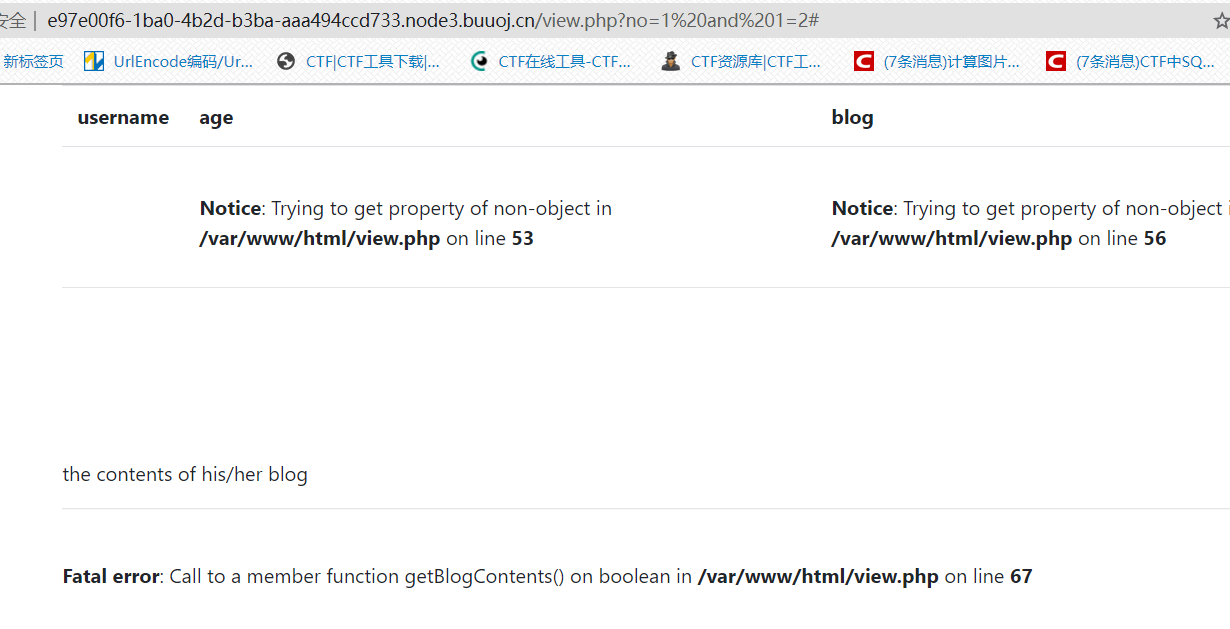 安全 | e97e00f6-1ba0-4b2d-b3ba-aaa494ccd733.node3.buuoj.cn/view.php?no=1%20and%201=2#
新标签页 UrlEncode编码/Ur... CTF|CTF工具下载|... CTF在线工具-CTF... CTF资源库|CTF工... (7条消息)计算图片... (7条消息)CTF中SQ...
username age blog
Notice: Trying to get property of non-object in
/var/www/html/view.php on line 53
Notice: Trying to get property of non-object
/var/www/html/view.php on line 56
the contents of his/her blog
Fatal error: Call to a member function getBlogContents() on boolean in /var/www/html/view.php on line 67